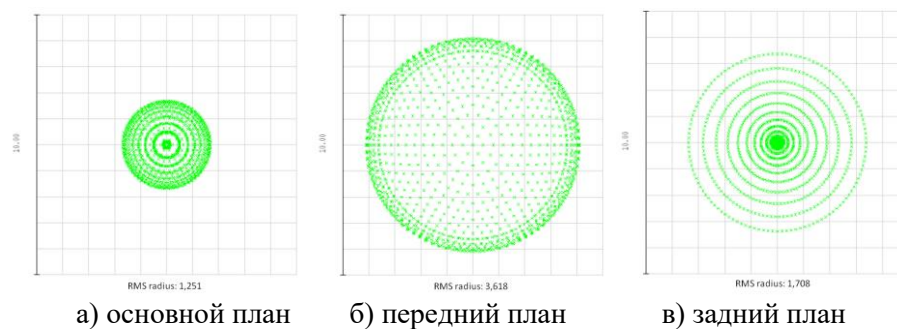 10.00
10.00
10.00
RMS radius: 1,251
RMS radius: 3,618
RMS radius: 1,708
а) основной план
б) передний план
в) задний план